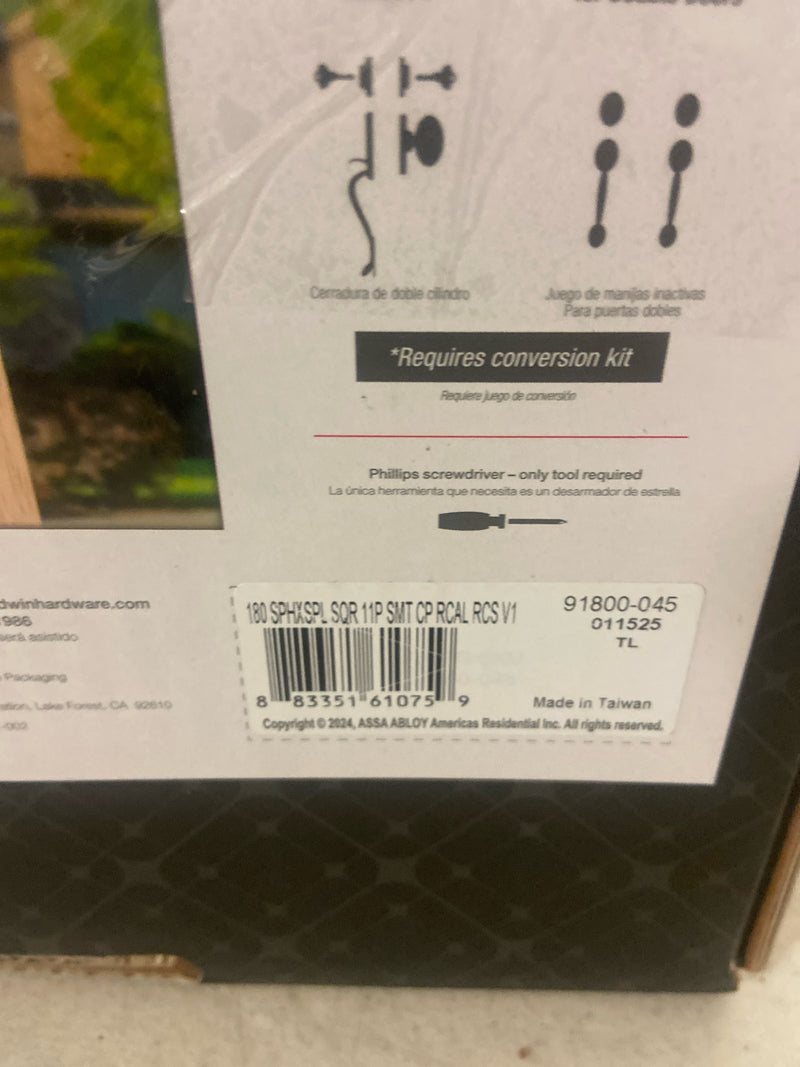 Cerradura de doble cilindro
Juego de manijas inactivas
Para puertas dobles
*Requires conversion kit
Requiere juego de conversión
Phillips screwdriver – only tool required
La única herramienta que necesita es un desarmador de estrella
dwinhardware.com
986
será asistido
Packaging
Lake Forest, CA 92610
-002
180 SPHXSPL SQR 11P SMT CP RCAL RCS V1
91800-045
011525
TL
8 83351 61075 9
Made in Taiwan
Copyright © 2024, ASSA ABLOY Americas Residential Inc. All rights reserved.